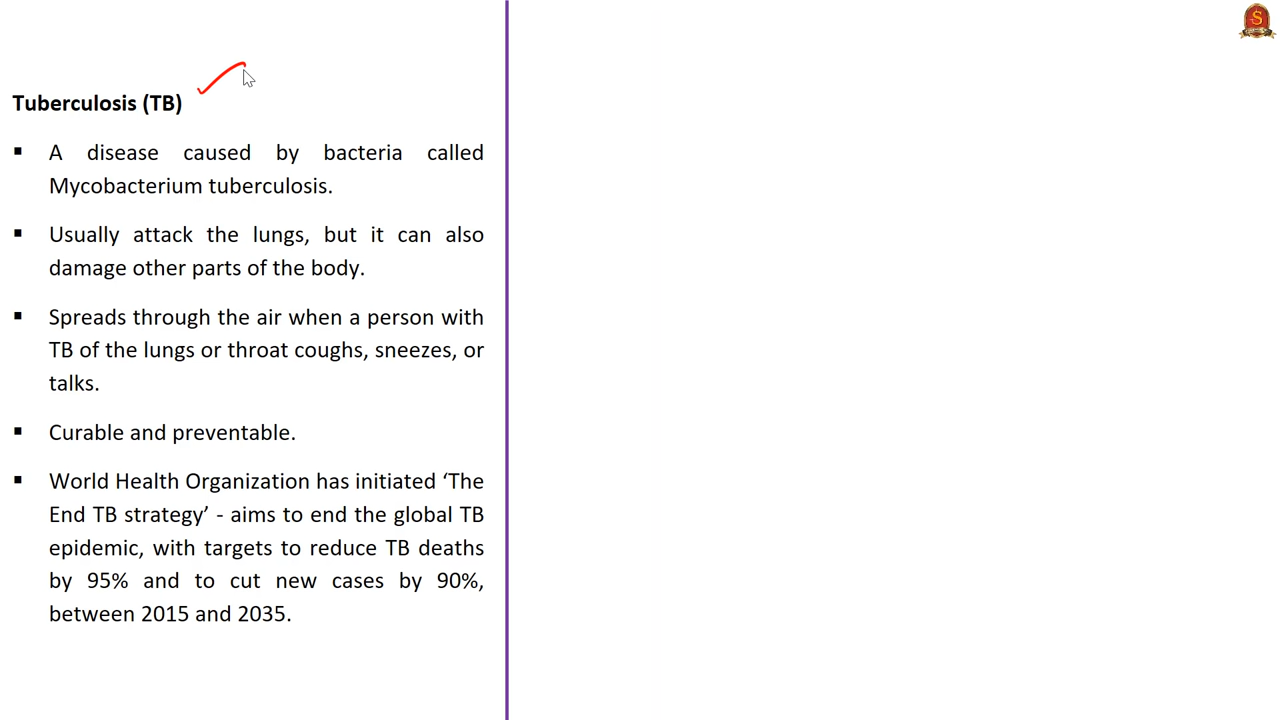 Tuberculosis (TB)
▪ A disease caused by bacteria called
Mycobacterium tuberculosis.
▪ Usually attack the lungs, but it can also
damage other parts of the body.
▪ Spreads through the air when a person with
TB of the lungs or throat coughs, sneezes, or
talks.
▪ Curable and preventable.
▪ World Health Organization has initiated ‘The
End TB strategy’ - aims to end the global TB
epidemic, with targets to reduce TB deaths
by 95% and to cut new cases by 90%,
between 2015 and 2035.
S